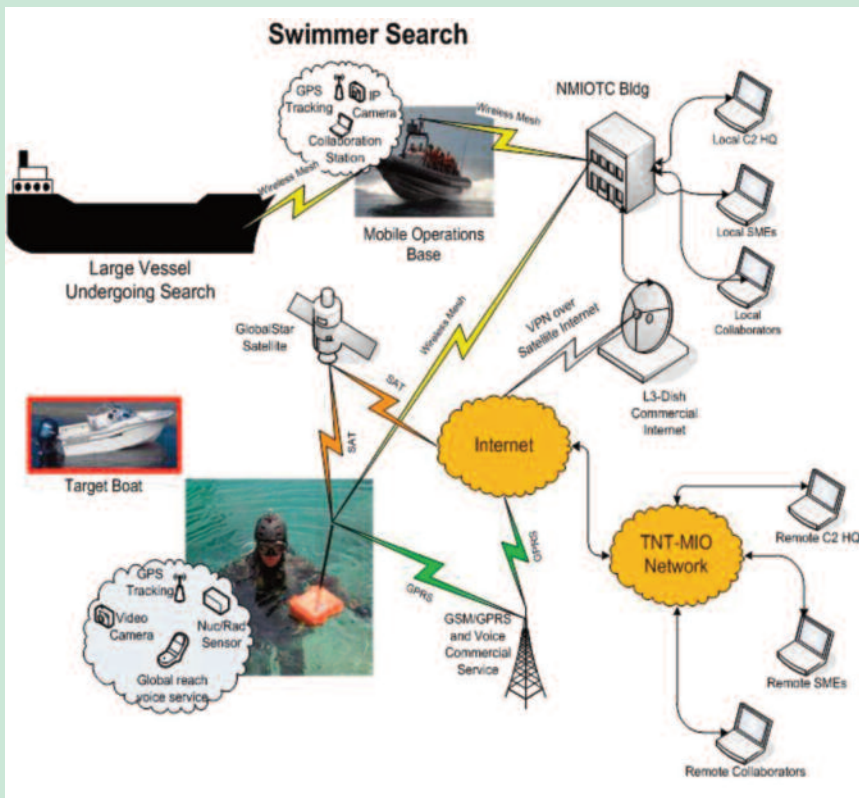 Swimmer Search
GPS
Tracking
IP
Camera
Collaboration
Station
Wireless Mesh
NMIOTC Bldg
Local C2 HQ
Wireless Mesh
Mobile Operations
Base
Large Vessel
Undergoing Search
Local SMEs
Local
Collaborators
GlobalStar
Satellite
Wireless Mesh
VPN over
Satellite Internet
L3-Dish
Commercial
Internet
SAT
SAT
Internet
Target Boat
TNT-MIO
Network
Remote C2 HQ
GPRS
GPRS
GSM/GPRS
and Voice
Commercial
Service
GPS
Tracking
Video
Camera
Nuc/Rad
Sensor
Global reach
voice service
Remote SMEs
Remote Collaborators